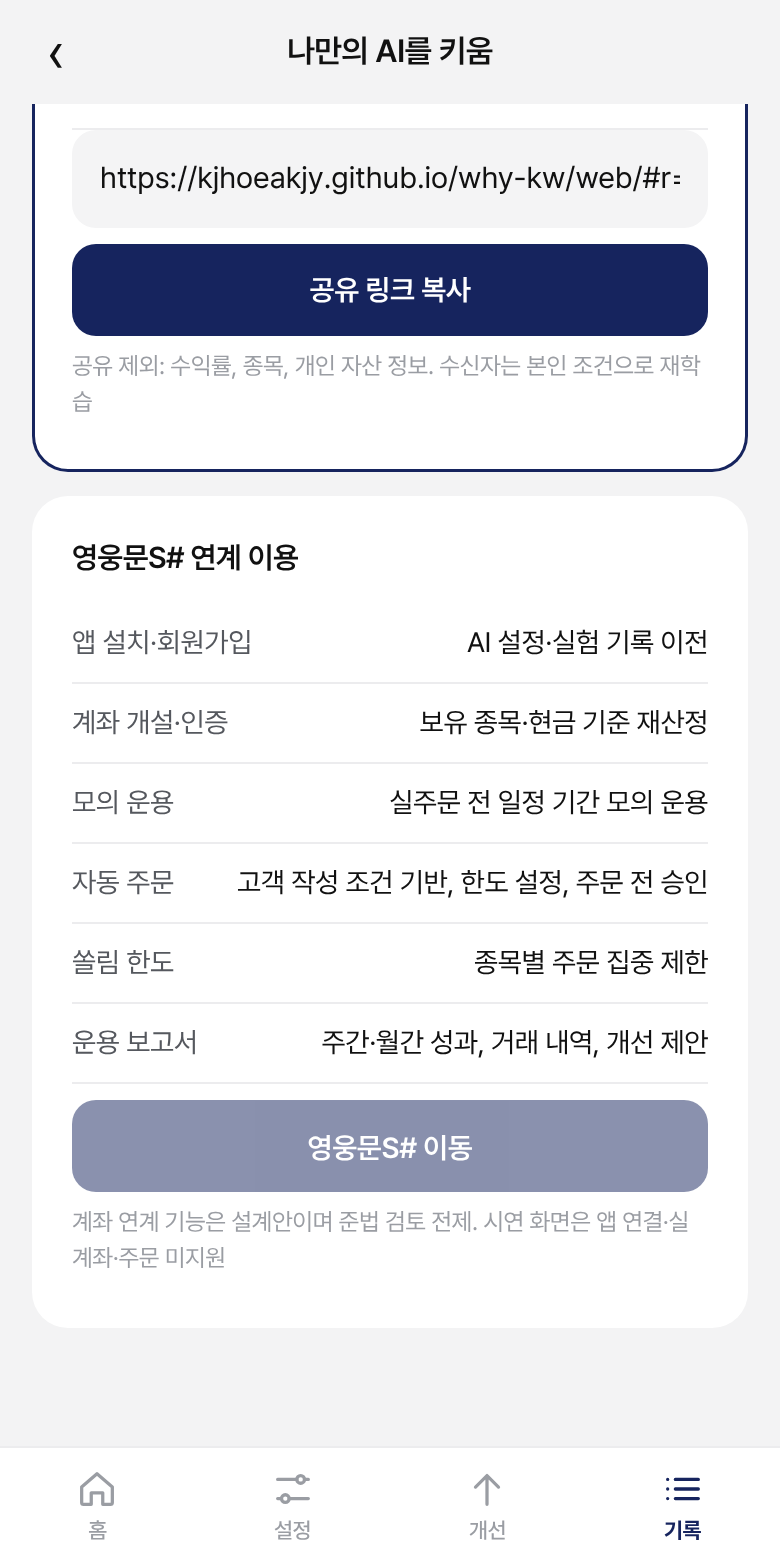 나만의 AI를 키움
https://kjhoeakjy.github.io/why-kw/web/#r=
공유 링크 복사
공유 제외: 수익률, 종목, 개인 자산 정보. 수신자는 본인 조건으로 재학
습
영웅문S# 연계 이용
앱 설치·회원가입 AI 설정·실험 기록 이전
계좌 개설·인증 보유 종목·현금 기준 재산정
모의 운용 실주문 전 일정 기간 모의 운용
자동 주문 고객 작성 조건 기반, 한도 설정, 주문 전 승인
쏠림 한도 종목별 주문 집중 제한
운용 보고서 주간·월간 성과, 거래 내역, 개선 제안
영웅문S# 이동
계좌 연계 기능은 설계안이며 준법 검토 전제. 시연 화면은 앱 연결·실
계좌·주문 미지원
홈 설정 개선 기록